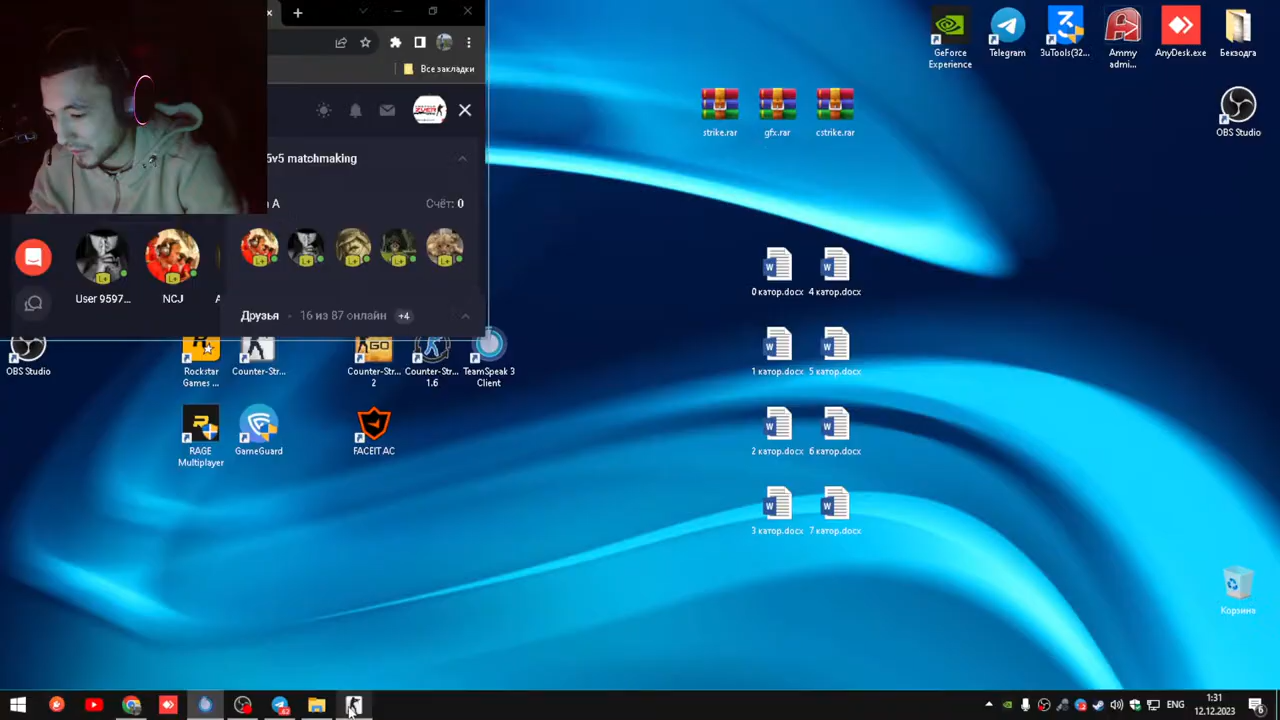 Все закладки
5v5 matchmaking
Счёт: 0
User 9597...
NCJ
Друзья • 16 из 87 онлайн +4
GeForce
Experience
Telegram
3uTools(32...
Ammy
admi...
AnyDesk.exe
Бекзодга
strike.rar
gfx.rar
cstrike.rar
OBS Studio
0 катор.docx
4 катор.docx
1 катор.docx
5 катор.docx
2 катор.docx
6 катор.docx
3 катор.docx
7 катор.docx
OBS Studio
Rockstar
Games ...
Counter-Str...
GO
Counter-Str...
2
Counter-Str...
1.6
TeamSpeak 3
Client
RAGE
Multiplayer
GameGuard
FACEIT AC
Корзина
ENG
1:31
12.12.2023
6